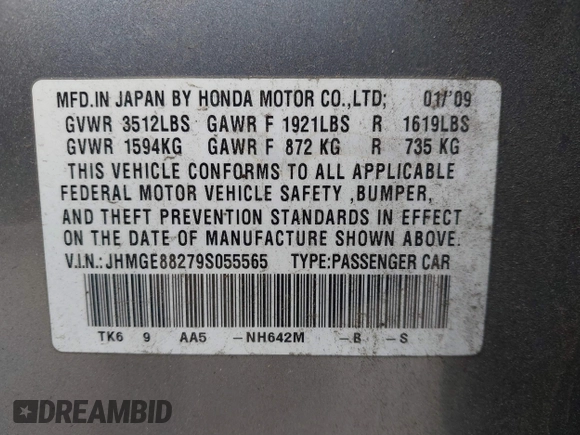 MFD.IN JAPAN BY HONDA MOTOR CO.,LTD; 01/'09
GVWR 3512LBS GAWR F 1921LBS R 1619LBS
GVWR 1594KG GAWR F 872 KG R 735 KG
THIS VEHICLE CONFORMS TO ALL APPLICABLE
FEDERAL MOTOR VEHICLE SAFETY ,BUMPER,
AND THEFT PREVENTION STANDARDS IN EFFECT
ON THE DATE OF MANUFACTURE SHOWN ABOVE.
V.I.N.:JHMGE88279S055565 TYPE:PASSENGER CAR
TK6 9 AA5 -NH642M -B -S
DREAMBID